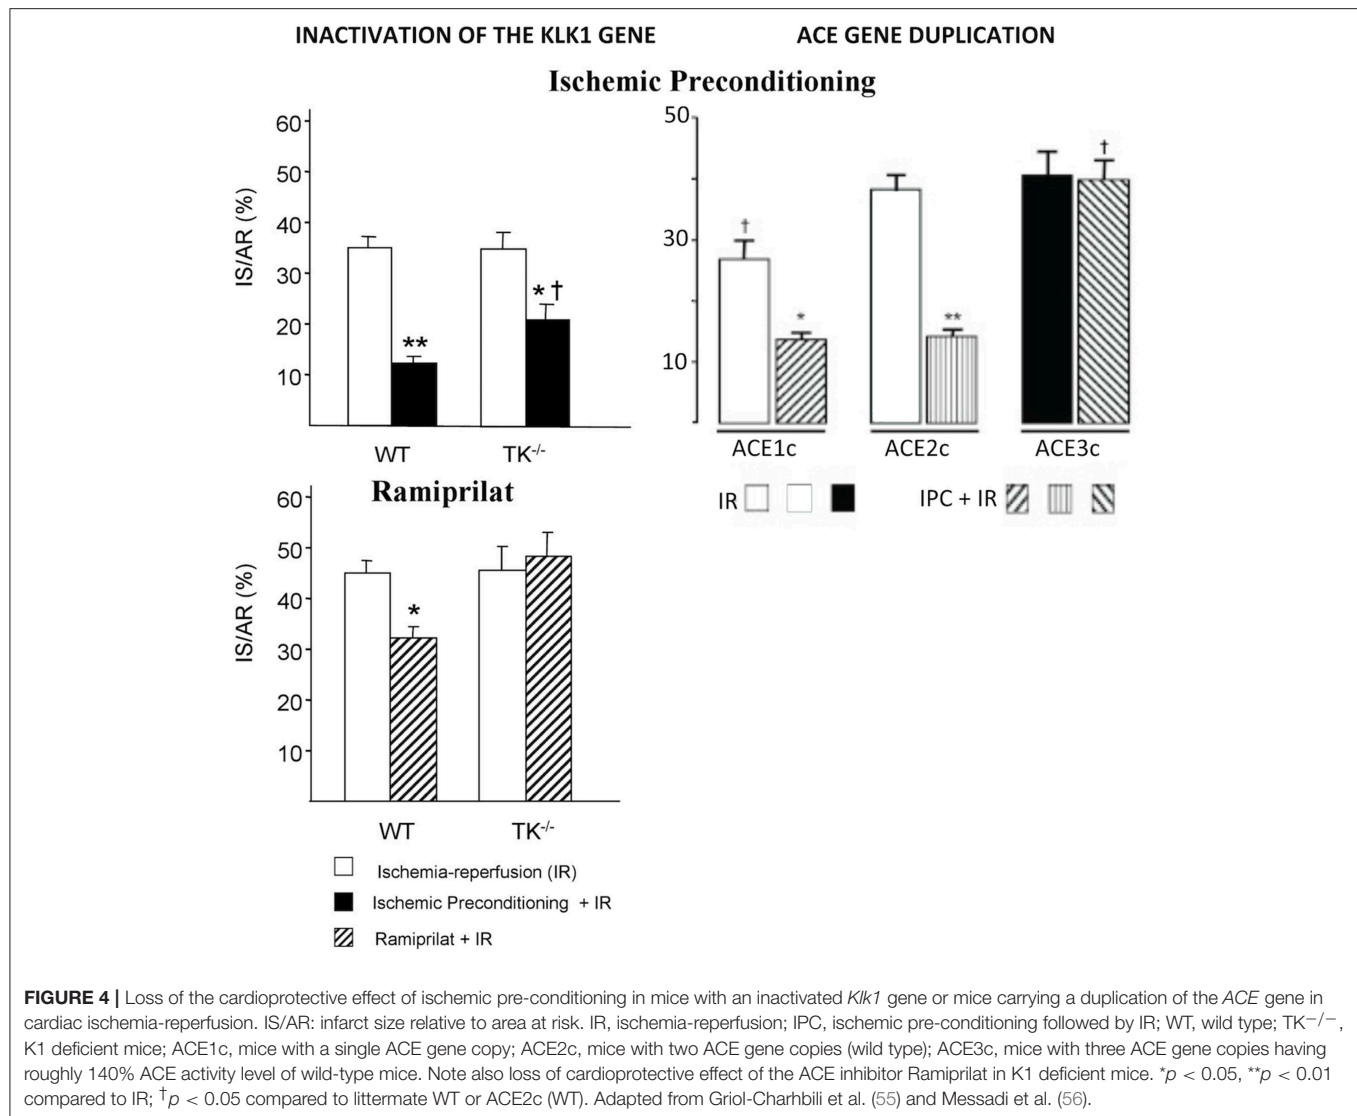 INACTIVATION OF THE KLK1 GENE
ACE GENE DUPLICATION
Ischemic Preconditioning
60
50
40
30
20
10
IS/AR (%)
**
* †
WT
TK-/-
50
30
10
†
*
**
†
ACE1c
ACE2c
ACE3c
IR
IPC + IR
Ramiprilat
60
50
40
30
20
10
IS/AR (%)
*
WT
TK-/-
Ischemia-reperfusion (IR)
Ischemic Preconditioning + IR
Ramiprilat + IR
FIGURE 4 | Loss of the cardioprotective effect of ischemic pre-conditioning in mice with an inactivated Klk1 gene or mice carrying a duplication of the ACE gene in
cardiac ischemia-reperfusion. IS/AR: infarct size relative to area at risk. IR, ischemia-reperfusion; IPC, ischemic pre-conditioning followed by IR; WT, wild type; TK−/−,
K1 deficient mice; ACE1c, mice with a single ACE gene copy; ACE2c, mice with two ACE gene copies (wild type); ACE3c, mice with three ACE gene copies having
roughly 140% ACE activity level of wild-type mice. Note also loss of cardioprotective effect of the ACE inhibitor Ramiprilat in K1 deficient mice. *p < 0.05, **p < 0.01
compared to IR; †p < 0.05 compared to littermate WT or ACE2c (WT). Adapted from Griol-Charhbili et al. (55) and Messadi et al. (56).